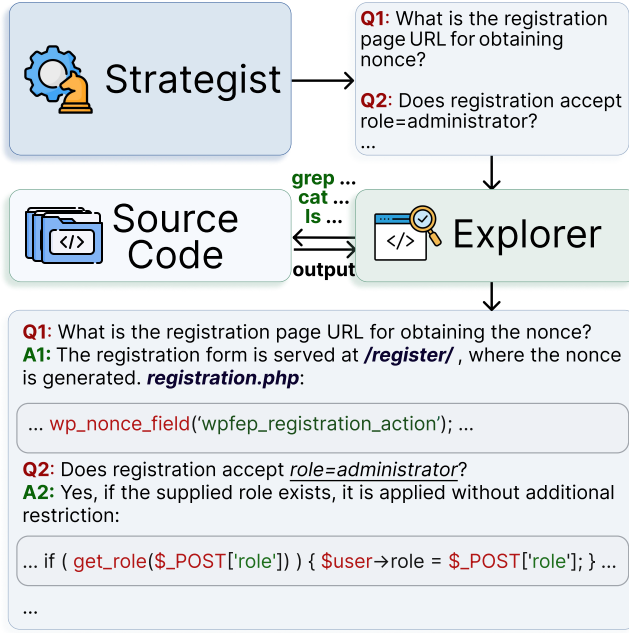 Strategist
Q1: What is the registration
page URL for obtaining
nonce?
Q2: Does registration accept
role=administrator?
...
grep ...
cat ...
ls ...
</>
Source
Code
output
</>
Explorer
Q1: What is the registration page URL for obtaining the nonce?
A1: The registration form is served at /register/ , where the nonce
is generated. registration.php:
... wp_nonce_field(‘wpfep_registration_action’); ...
Q2: Does registration accept role=administrator?
A2: Yes, if the supplied role exists, it is applied without additional
restriction:
... if ( get_role($_POST['role']) ) { $user→role = $_POST['role']; } ...
...